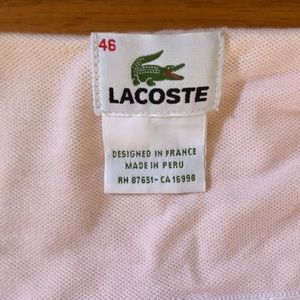 46
LACOSTE
DESIGNED IN FRANCE
MADE IN PERU
RN 87651-CA 16998